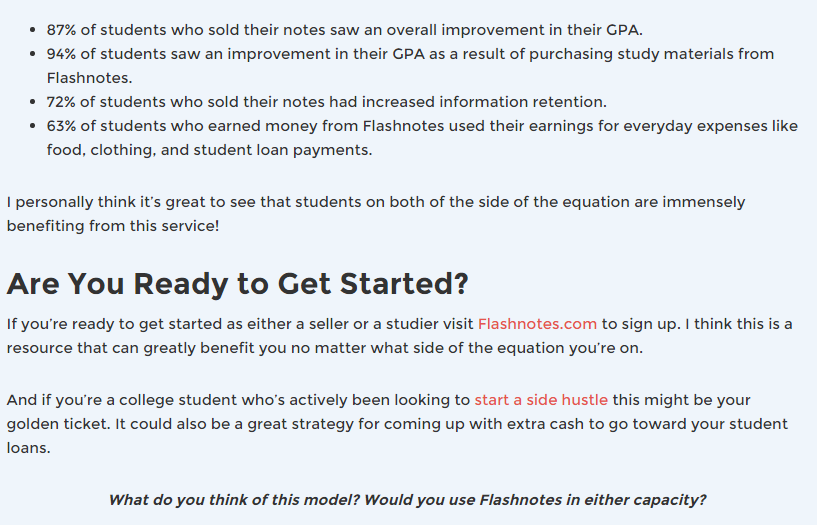 • 87% of students who sold their notes saw an overall improvement in their GPA.
• 94% of students saw an improvement in their GPA as a result of purchasing study materials from
Flashnotes.
• 72% of students who sold their notes had increased information retention.
• 63% of students who earned money from Flashnotes used their earnings for everyday expenses like
food, clothing, and student loan payments.
I personally think it's great to see that students on both of the side of the equation are immensely
benefiting from this service!
Are You Ready to Get Started?
If you're ready to get started as either a seller or a studier visit Flashnotes.com to sign up. I think this is a
resource that can greatly benefit you no matter what side of the equation you're on.
And if you're a college student who's actively been looking to start a side hustle this might be your
golden ticket. It could also be a great strategy for coming up with extra cash to go toward your student
loans.
What do you think of this model? Would you use Flashnotes in either capacity?